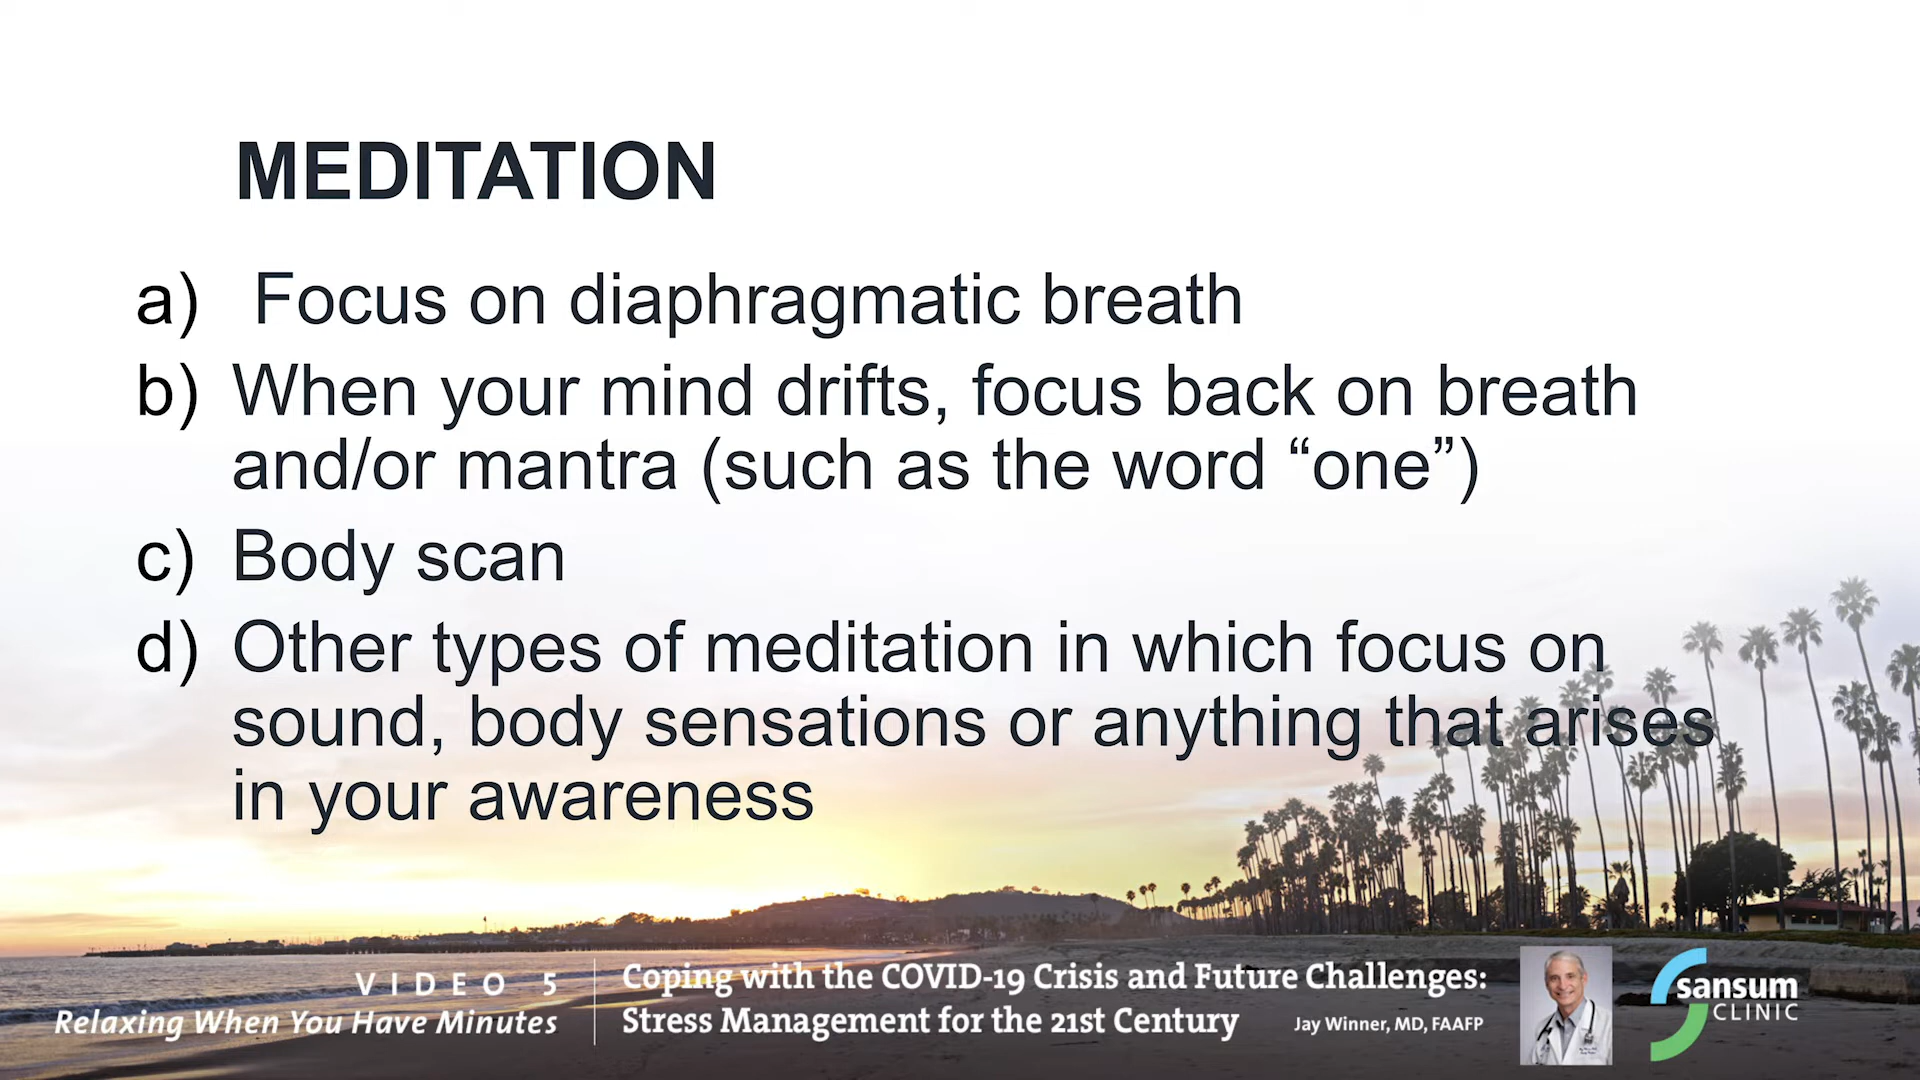 MEDITATION
a) Focus on diaphragmatic breath
b) When your mind drifts, focus back on breath
and/or mantra (such as the word “one”)
c) Body scan
d) Other types of meditation in which focus on
sound, body sensations or anything that arises
in your awareness
VIDEO 5
Relaxing When You Have Minutes
Coping with the COVID-19 Crisis and Future Challenges:
Stress Management for the 21st Century
Jay Winner, MD, FAAFP
sansum
CLINIC